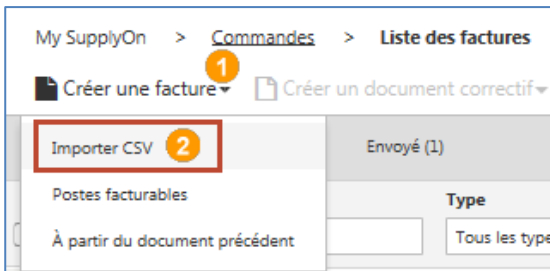 My SupplyOn > Commandes > Liste des factures
1
Créer une facture Créer un document correctif
Importer CSV 2
Envoyé (1)
Postes facturables
Type
À partir du document précédent
Tous les type